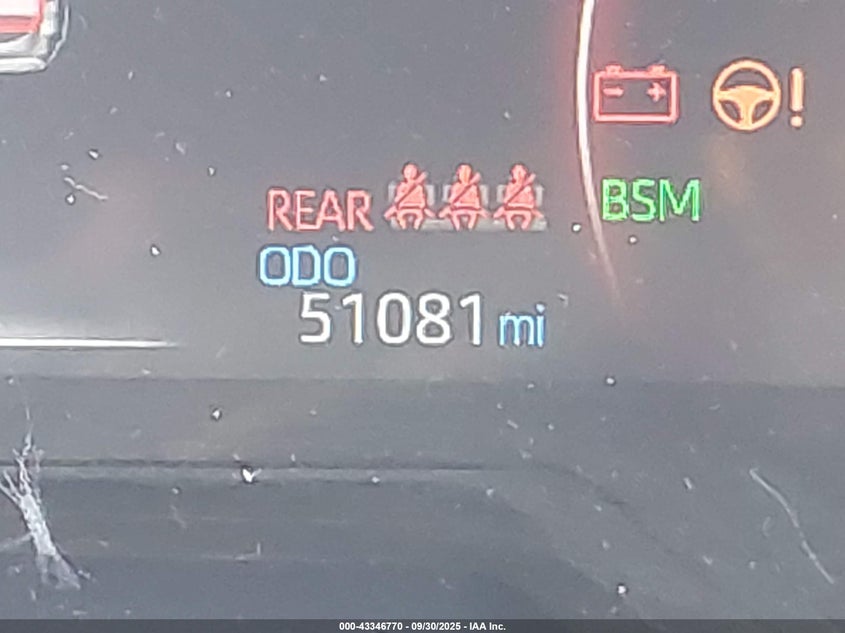 BSM
REAR
ODO
51081 mi
000-43346770 - 09/30/2025 - IAA Inc.